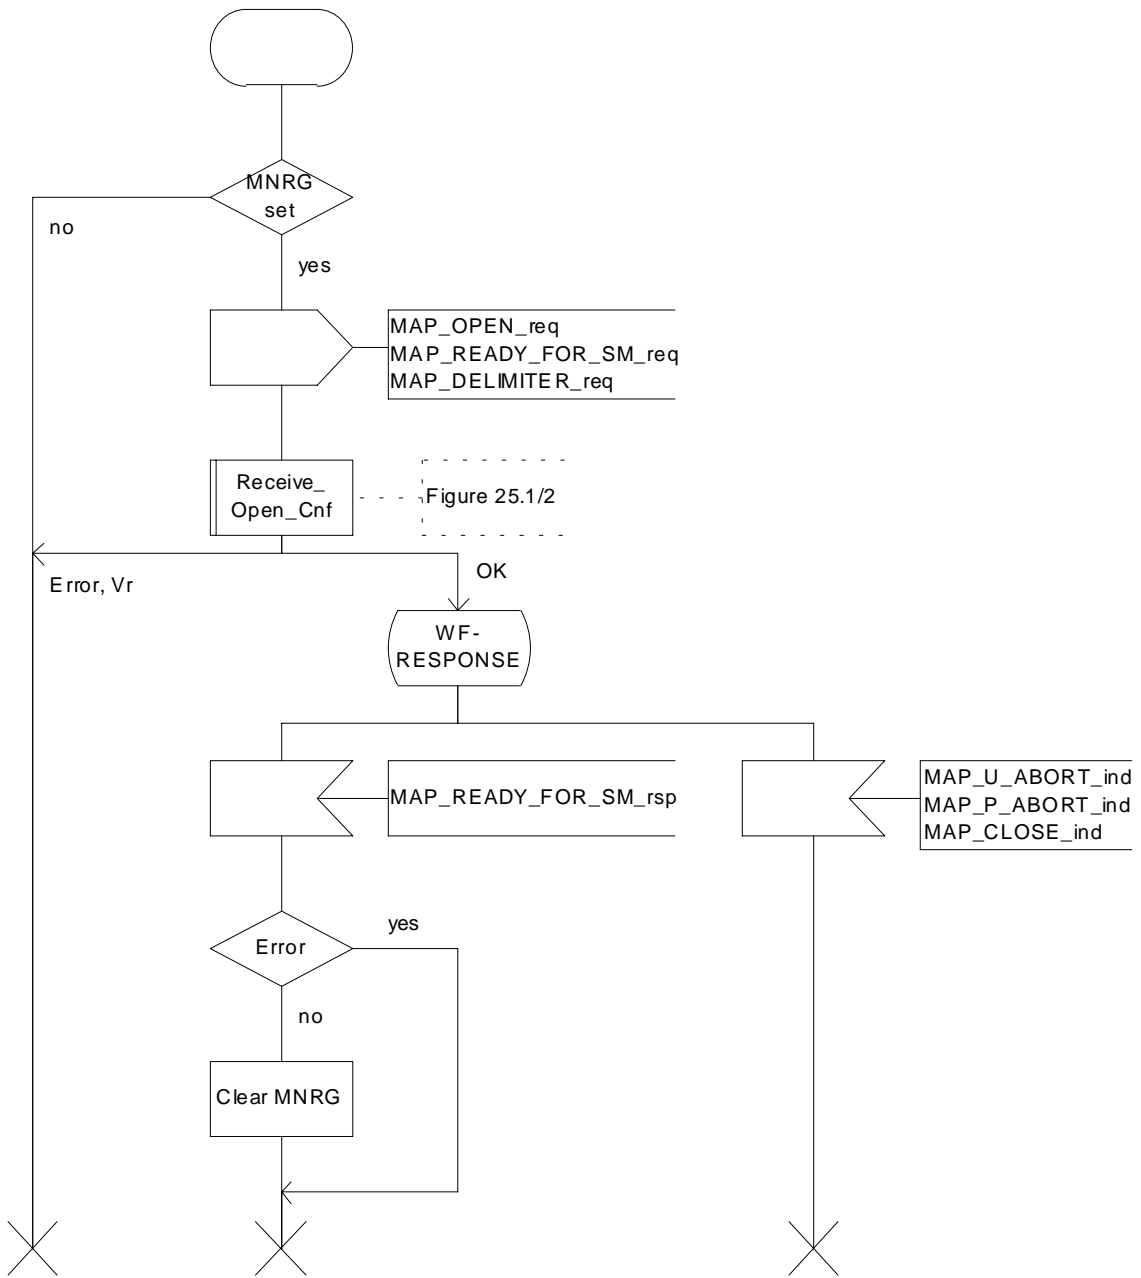 MNRG
set
no
yes
MAP_OPEN_req
MAP_READY_FOR_SM_req
MAP_DELIMITER_req
Receive_
Open_Cnf
Figure 25.1/2
Error, Vr
OK
WF-
RESPONSE
MAP_READY_FOR_SM_rsp
MAP_U_ABORT_ind
MAP_P_ABORT_ind
MAP_CLOSE_ind
Error
yes
no
Clear MNRG